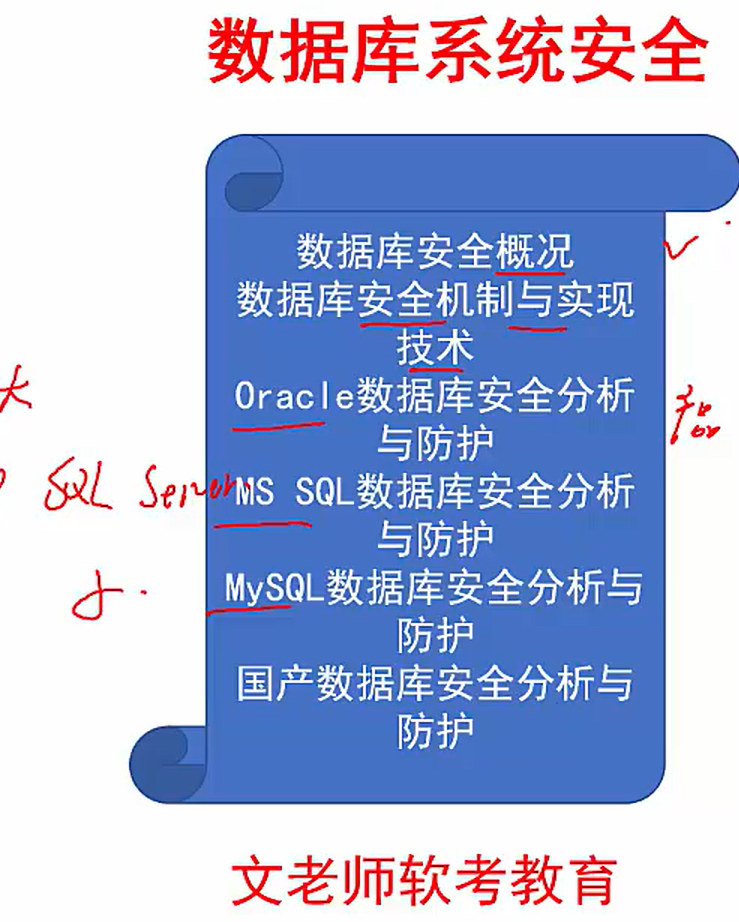 数据库系统安全
数据库安全概况
数据库安全机制与实现
技术
Oracle数据库安全分析
与防护
大
SQL Server
MS SQL数据库安全分析
与防护
MySQL数据库安全分析与
防护
国产数据库安全分析与
防护
文老师软考教育